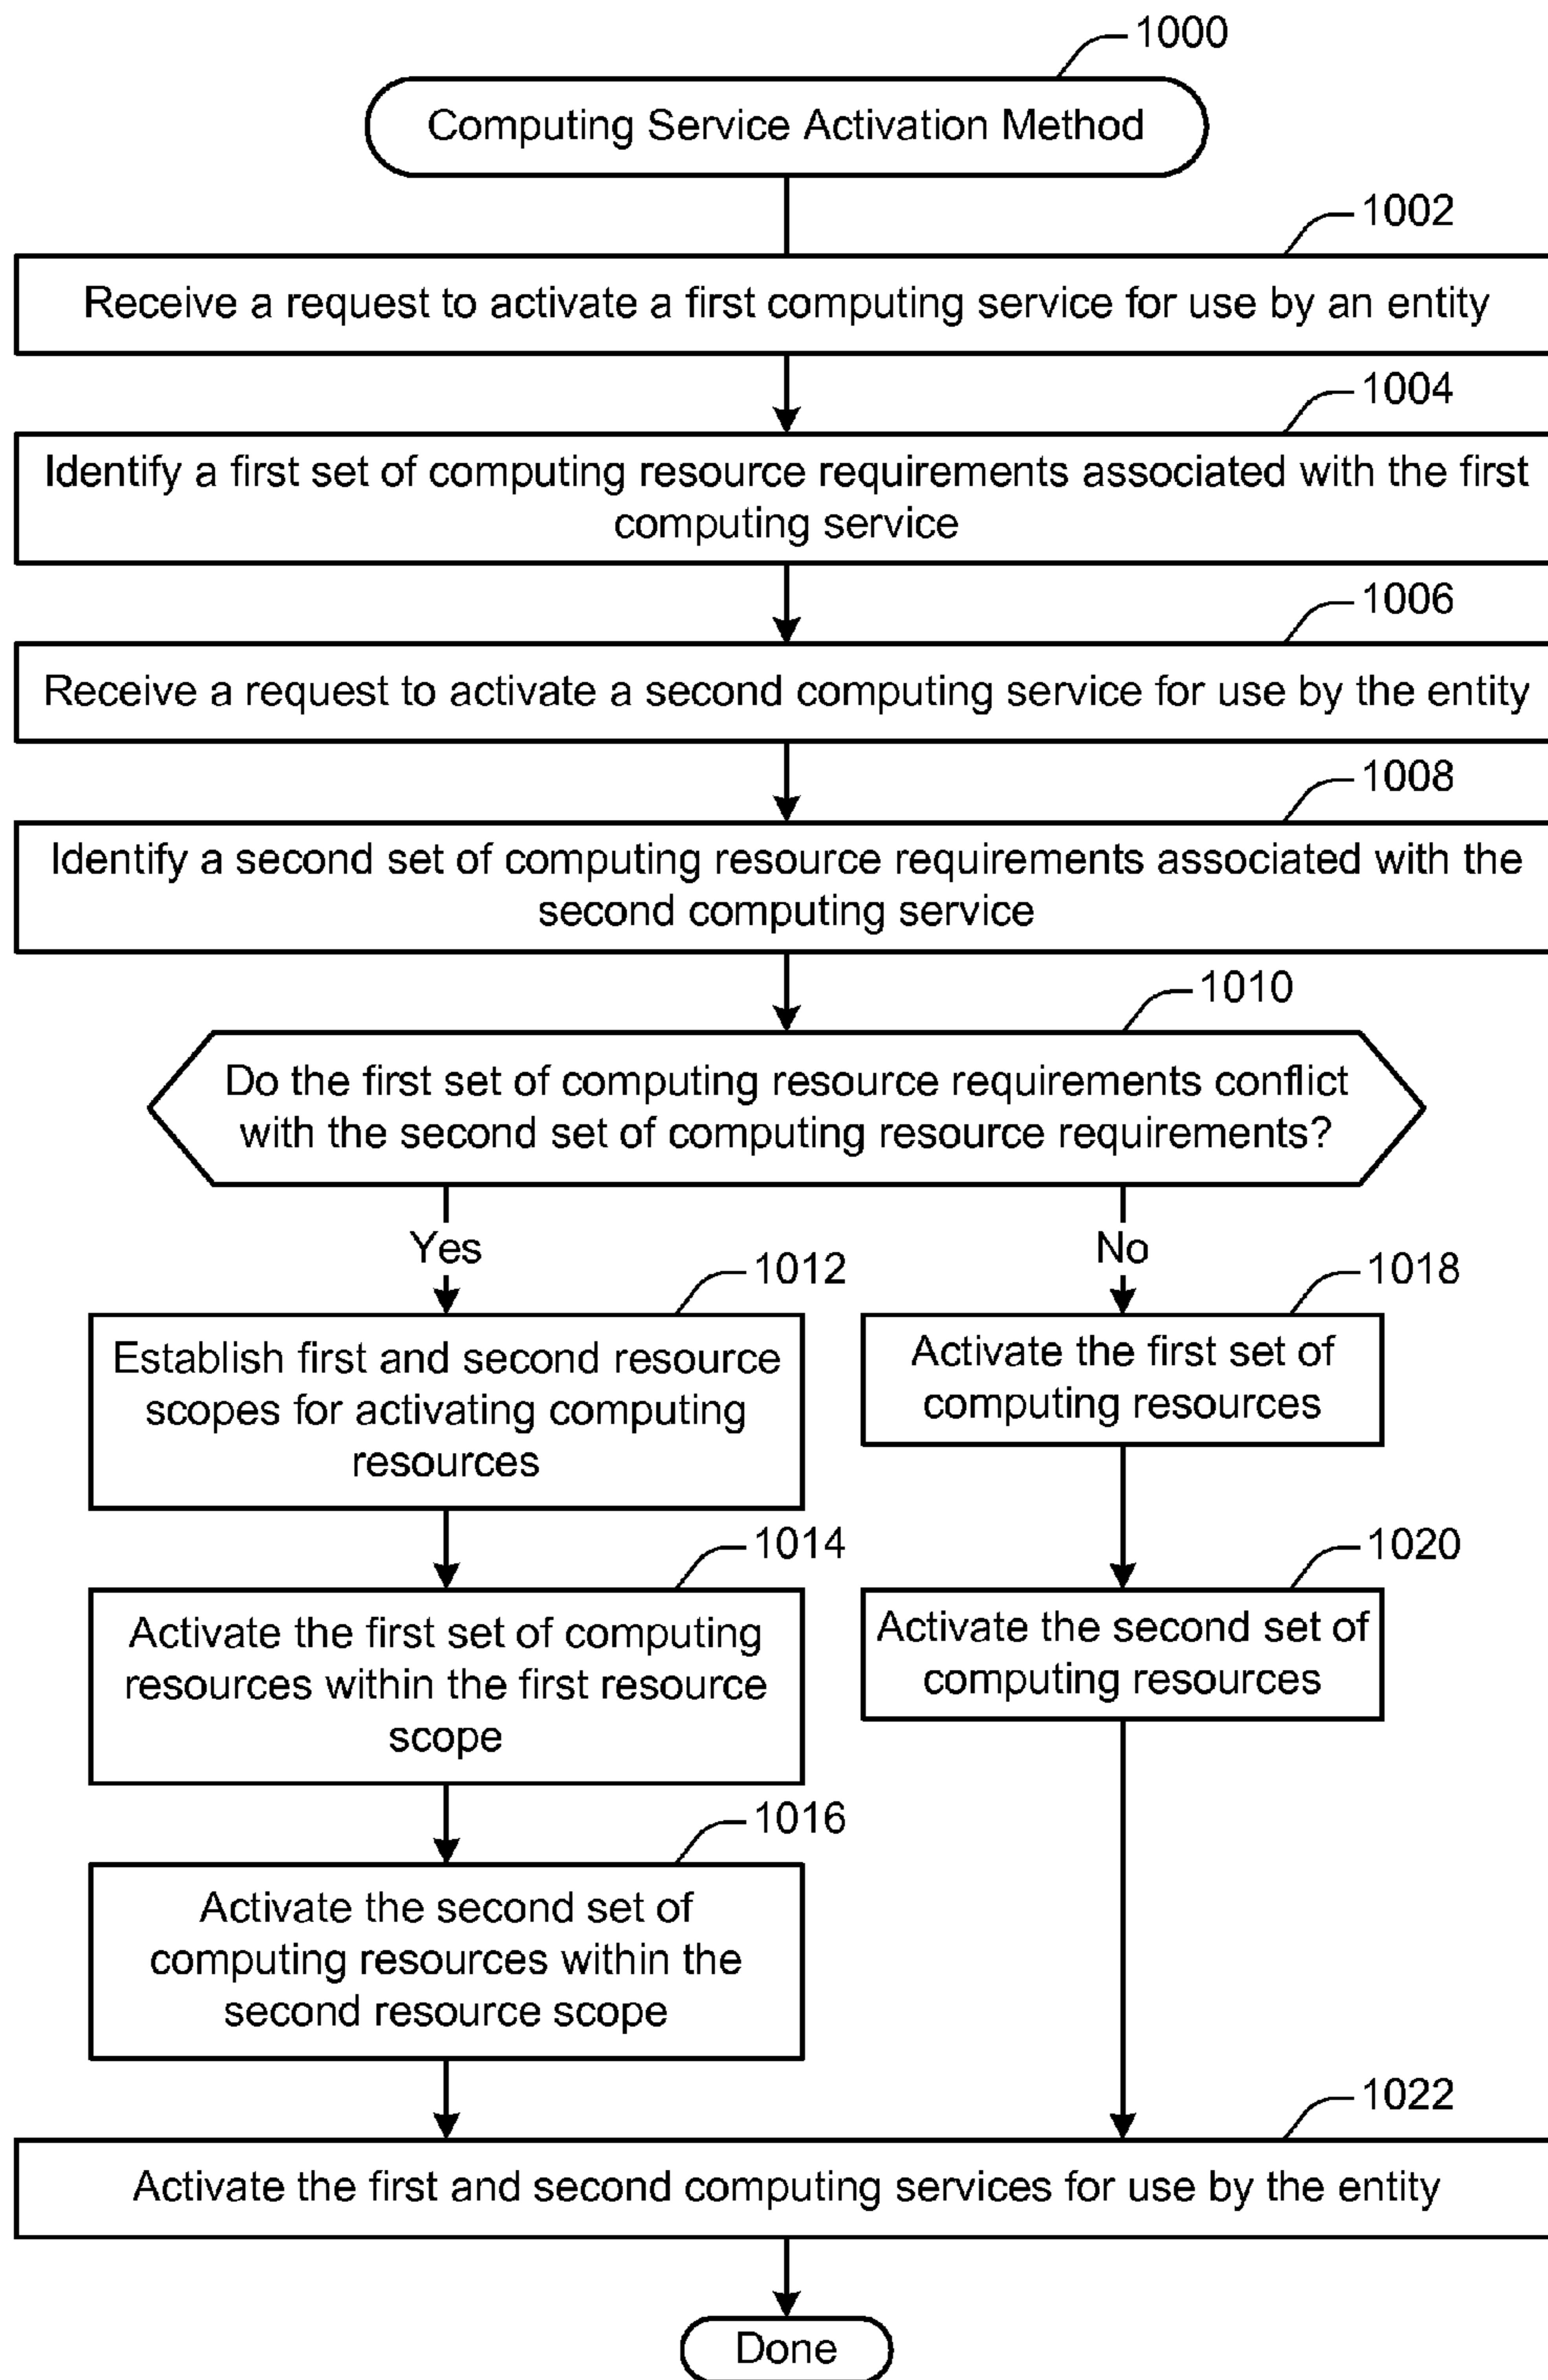 1000
Computing Service Activation Method
1002
Receive a request to activate a first computing service for use by an entity
1004
Identify a first set of computing resource requirements associated with the first
computing service
1006
Receive a request to activate a second computing service for use by the entity
1008
Identify a second set of computing resource requirements associated with the
second computing service
1010
Do the first set of computing resource requirements conflict
with the second set of computing resource requirements?
Yes
1012
Establish first and second resource
scopes for activating computing
resources
1014
Activate the first set of computing
resources within the first resource
scope
1016
Activate the second set of
computing resources within the
second resource scope
No
1018
Activate the first set of
computing resources
1020
Activate the second set of
computing resources
1022
Activate the first and second computing services for use by the entity
Done